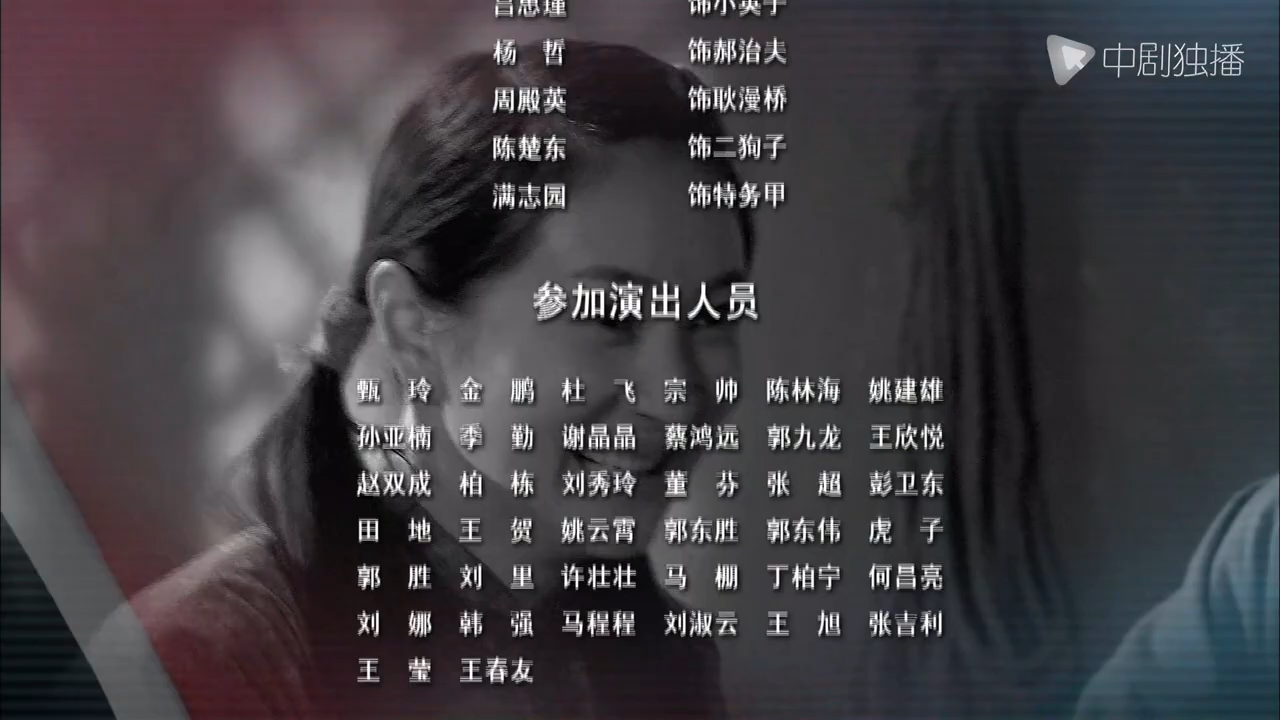 吕思瑾 饰小英子
中剧独播
杨 哲 饰郝治夫
周殿英 饰耿漫桥
陈楚东 饰二狗子
满志园 饰特务甲
参加演出人员
甄 玲 金 鹏 杜 飞 宗 帅 陈林海 姚建雄
孙亚楠 季 勤 谢晶晶 蔡鸿远 郭九龙 王欣悦
赵双成 柏 栋 刘秀玲 董 芬 张 超 彭卫东
田 地 王 贺 姚云霄 郭东胜 郭东伟 虎 子
郭 胜 刘 里 许壮壮 马 棚 丁柏宁 何昌亮
刘 娜 韩 强 马程程 刘淑云 王 旭 张吉利
王 莹 王春友